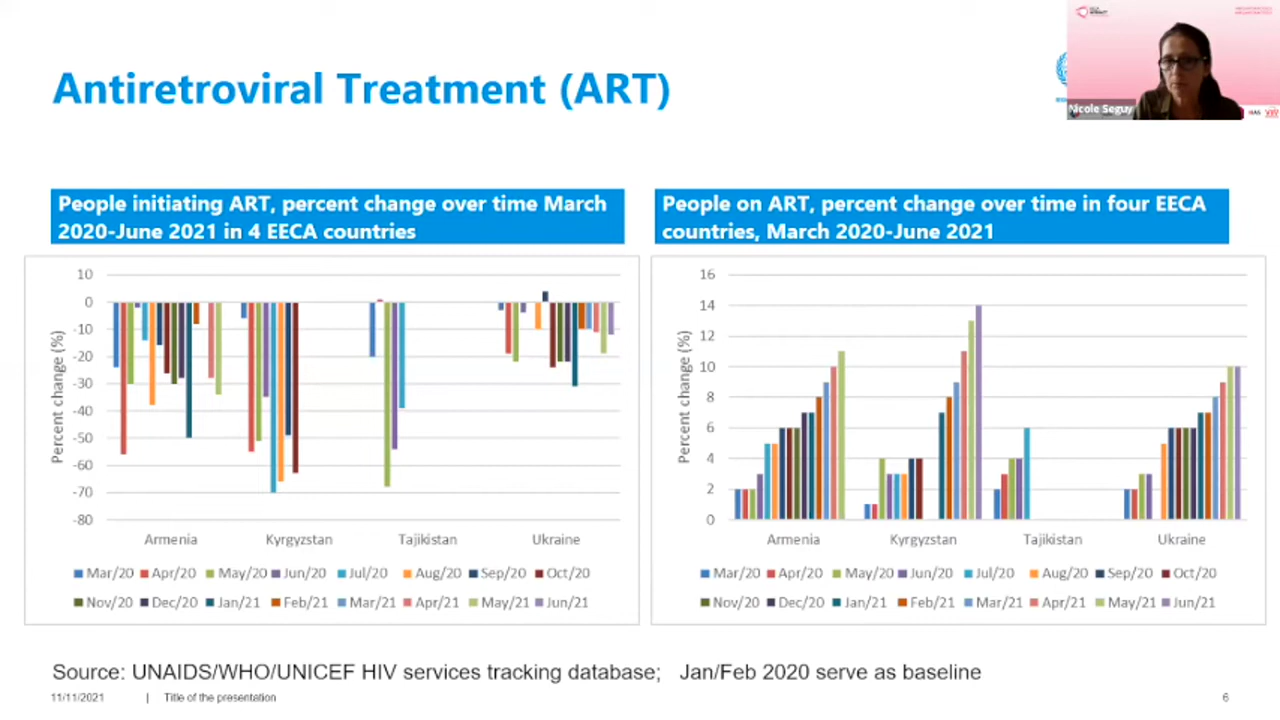 Antiretroviral Treatment (ART)
Nicole Seguy
People initiating ART, percent change over time March
2020-June 2021 in 4 EECA countries
People on ART, percent change over time in four EECA
countries, March 2020-June 2021
Percent change (%)
10
0
-10
-20
-30
-40
-50
-60
-70
-80
Armenia Kyrgyzstan Tajikistan Ukraine
Mar/20 Apr/20 May/20 Jun/20 Jul/20 Aug/20 Sep/20 Oct/20
Nov/20 Dec/20 Jan/21 Feb/21 Mar/21 Apr/21 May/21 Jun/21
Percent change (%)
16
14
12
10
8
6
4
2
0
Armenia Kyrgyzstan Tajikistan Ukraine
Mar/20 Apr/20 May/20 Jun/20 Jul/20 Aug/20 Sep/20 Oct/20
Nov/20 Dec/20 Jan/21 Feb/21 Mar/21 Apr/21 May/21 Jun/21
Source: UNAIDS/WHO/UNICEF HIV services tracking database; Jan/Feb 2020 serve as baseline
11/11/2021 | Title of the presentation 6